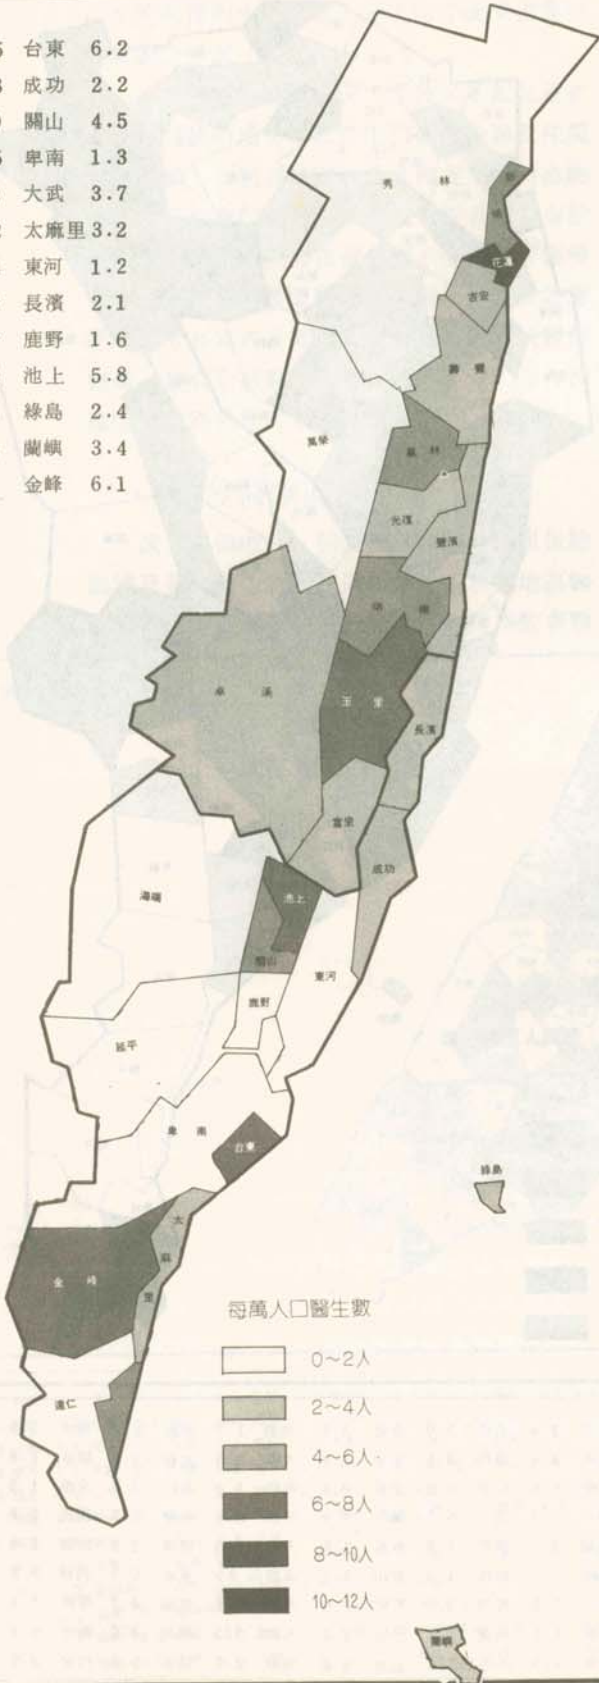 台東 6.2
成功 2.2
關山 4.5
卑南 1.3
大武 3.7
太麻里 3.2
東河 1.2
長濱 2.1
鹿野 1.6
池上 5.8
綠島 2.4
蘭嶼 3.4
金峰 6.1
秀林
新城
花蓮
吉安
壽豐
萬榮
鳳林
光復
豐濱
瑞穗
卓溪
玉里
長濱
富里
成功
海端
池上
關山
東河
鹿野
延平
卑南
台東
綠島
太麻里
金峰
達仁
每萬人口醫生數
0~2人
2~4人
4~6人
6~8人
8~10人
10~12人
蘭嶼